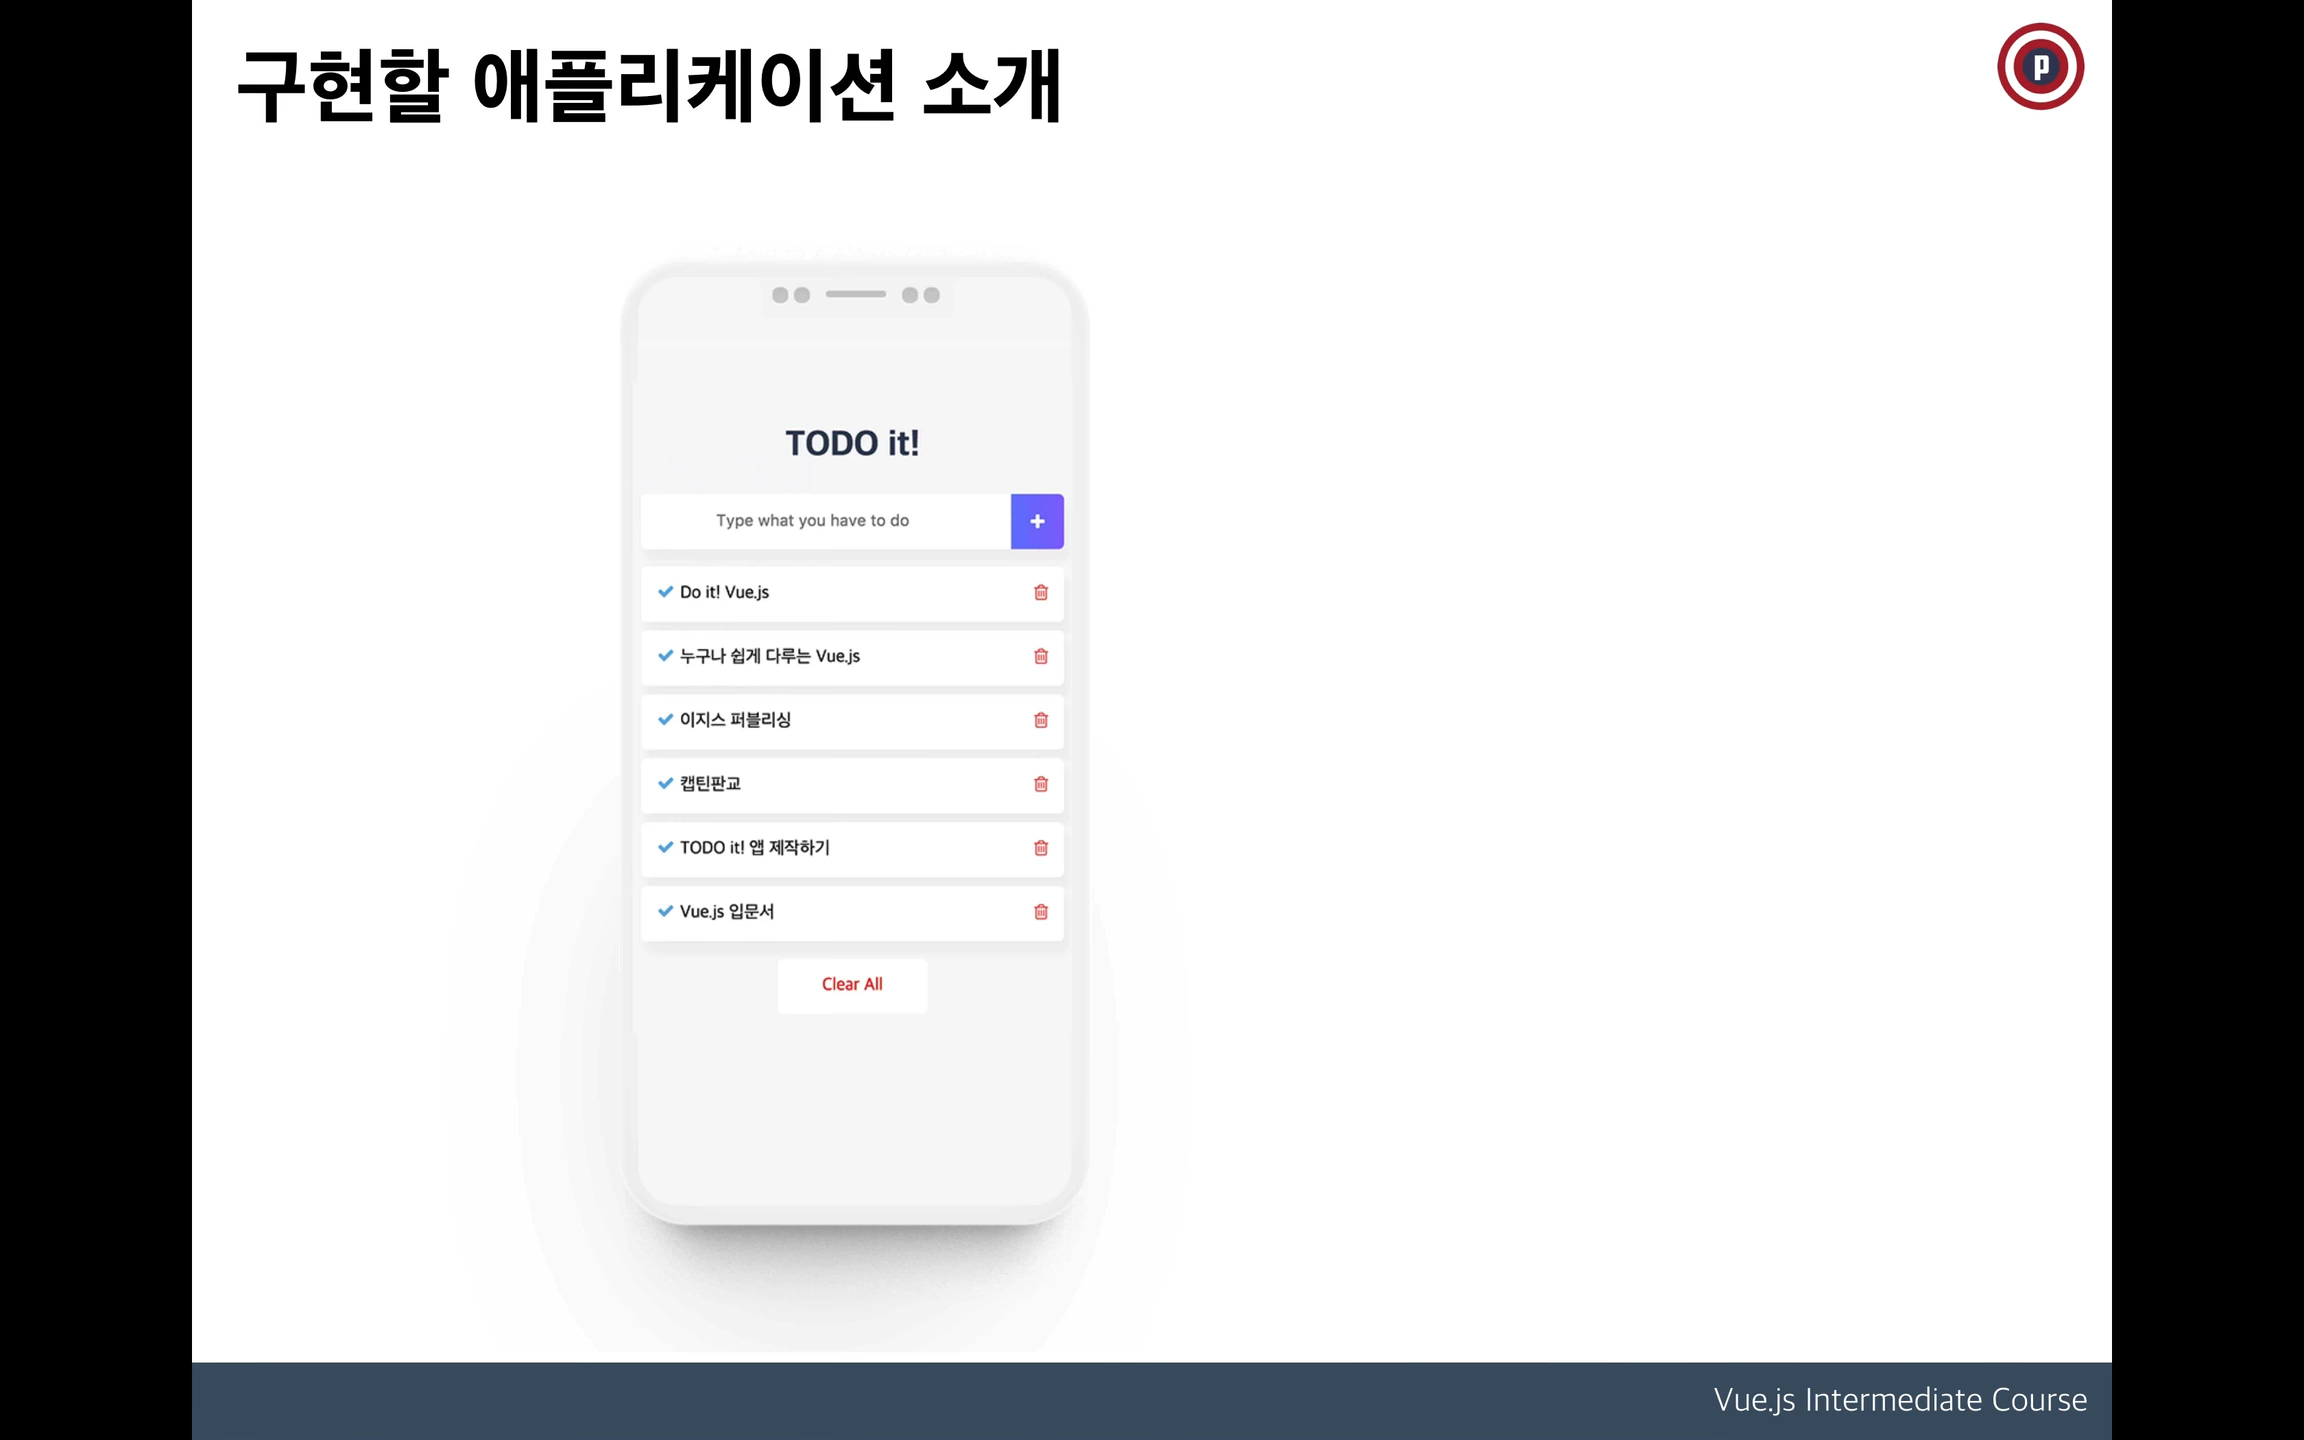 구현할 애플리케이션 소개
P
TODO it!
Type what you have to do
+
Do it! Vue.js
누구나 쉽게 다루는 Vue.js
이지스 퍼블리싱
캡틴판교
TODO it! 앱 제작하기
Vue.js 입문서
Clear All
Vue.js Intermediate Course